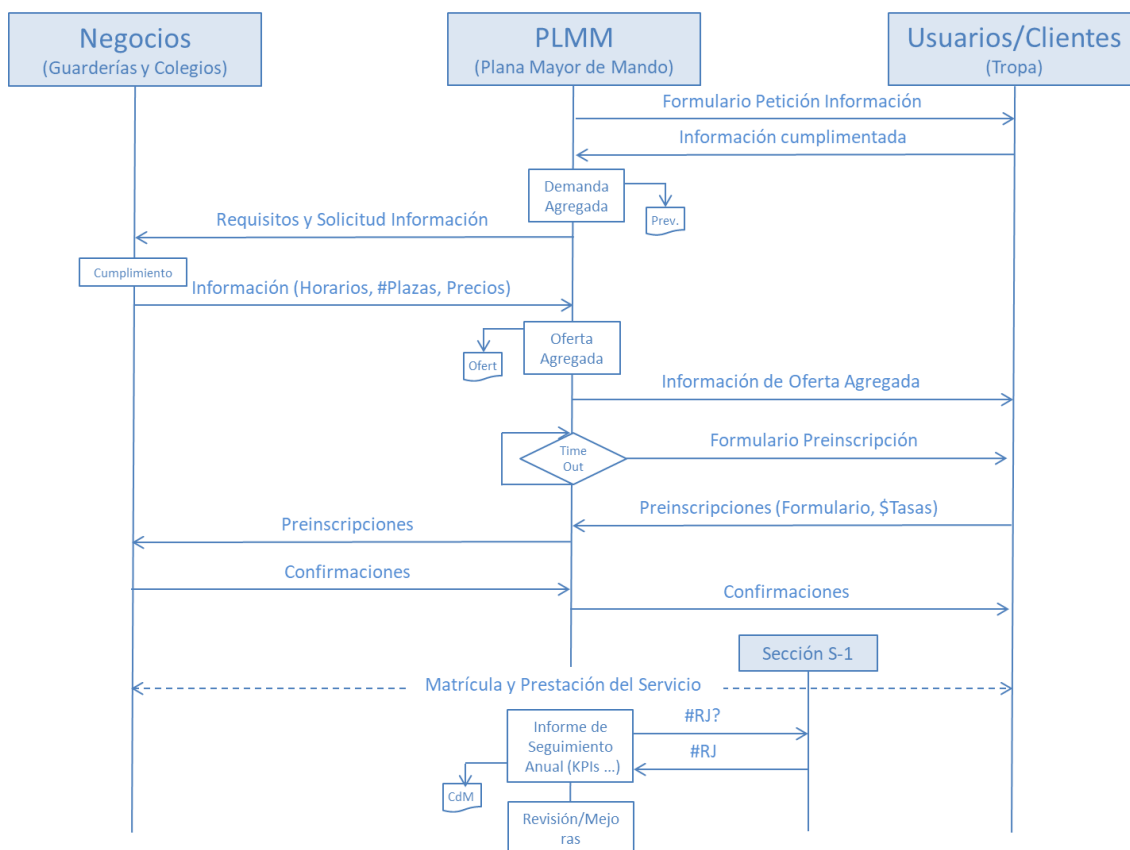 Negocios
(Guarderías y Colegios)
PLMM
(Plana Mayor de Mando)
Usuarios/Clientes
(Tropa)
Formulario Petición Información
Información cumplimentada
Demanda
Agregada
Prev.
Requisitos y Solicitud Información
Cumplimiento
Información (Horarios, #Plazas, Precios)
Oferta
Agregada
Ofert
Información de Oferta Agregada
Time
Out
Formulario Preinscripción
Preinscripciones (Formulario, $Tasas)
Preinscripciones
Confirmaciones
Confirmaciones
Sección S-1
Matrícula y Prestación del Servicio
#RJ?
Informe de
Seguimiento
Anual (KPIs ...)
#RJ
CdM
Revisión/Mejo
ras